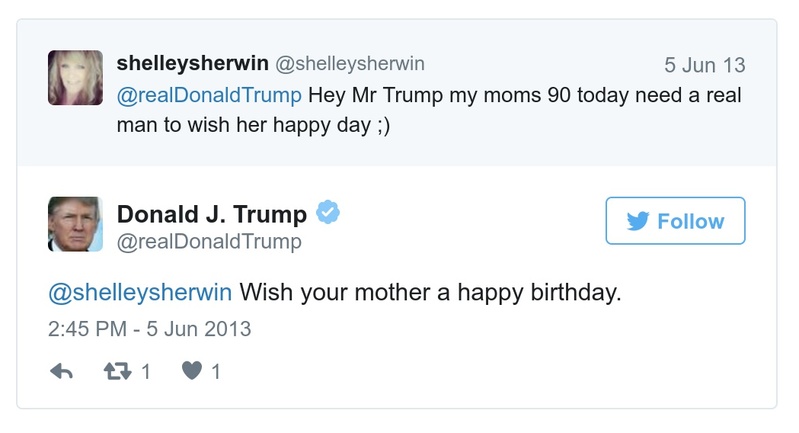 shelleysherwin @shelleysherwin 5 Jun 13
@realDonaldTrump Hey Mr Trump my moms 90 today need a real
man to wish her happy day ;)
Donald J. Trump
@realDonaldTrump
Follow
@shelleysherwin Wish your mother a happy birthday.
2:45 PM - 5 Jun 2013
1 1